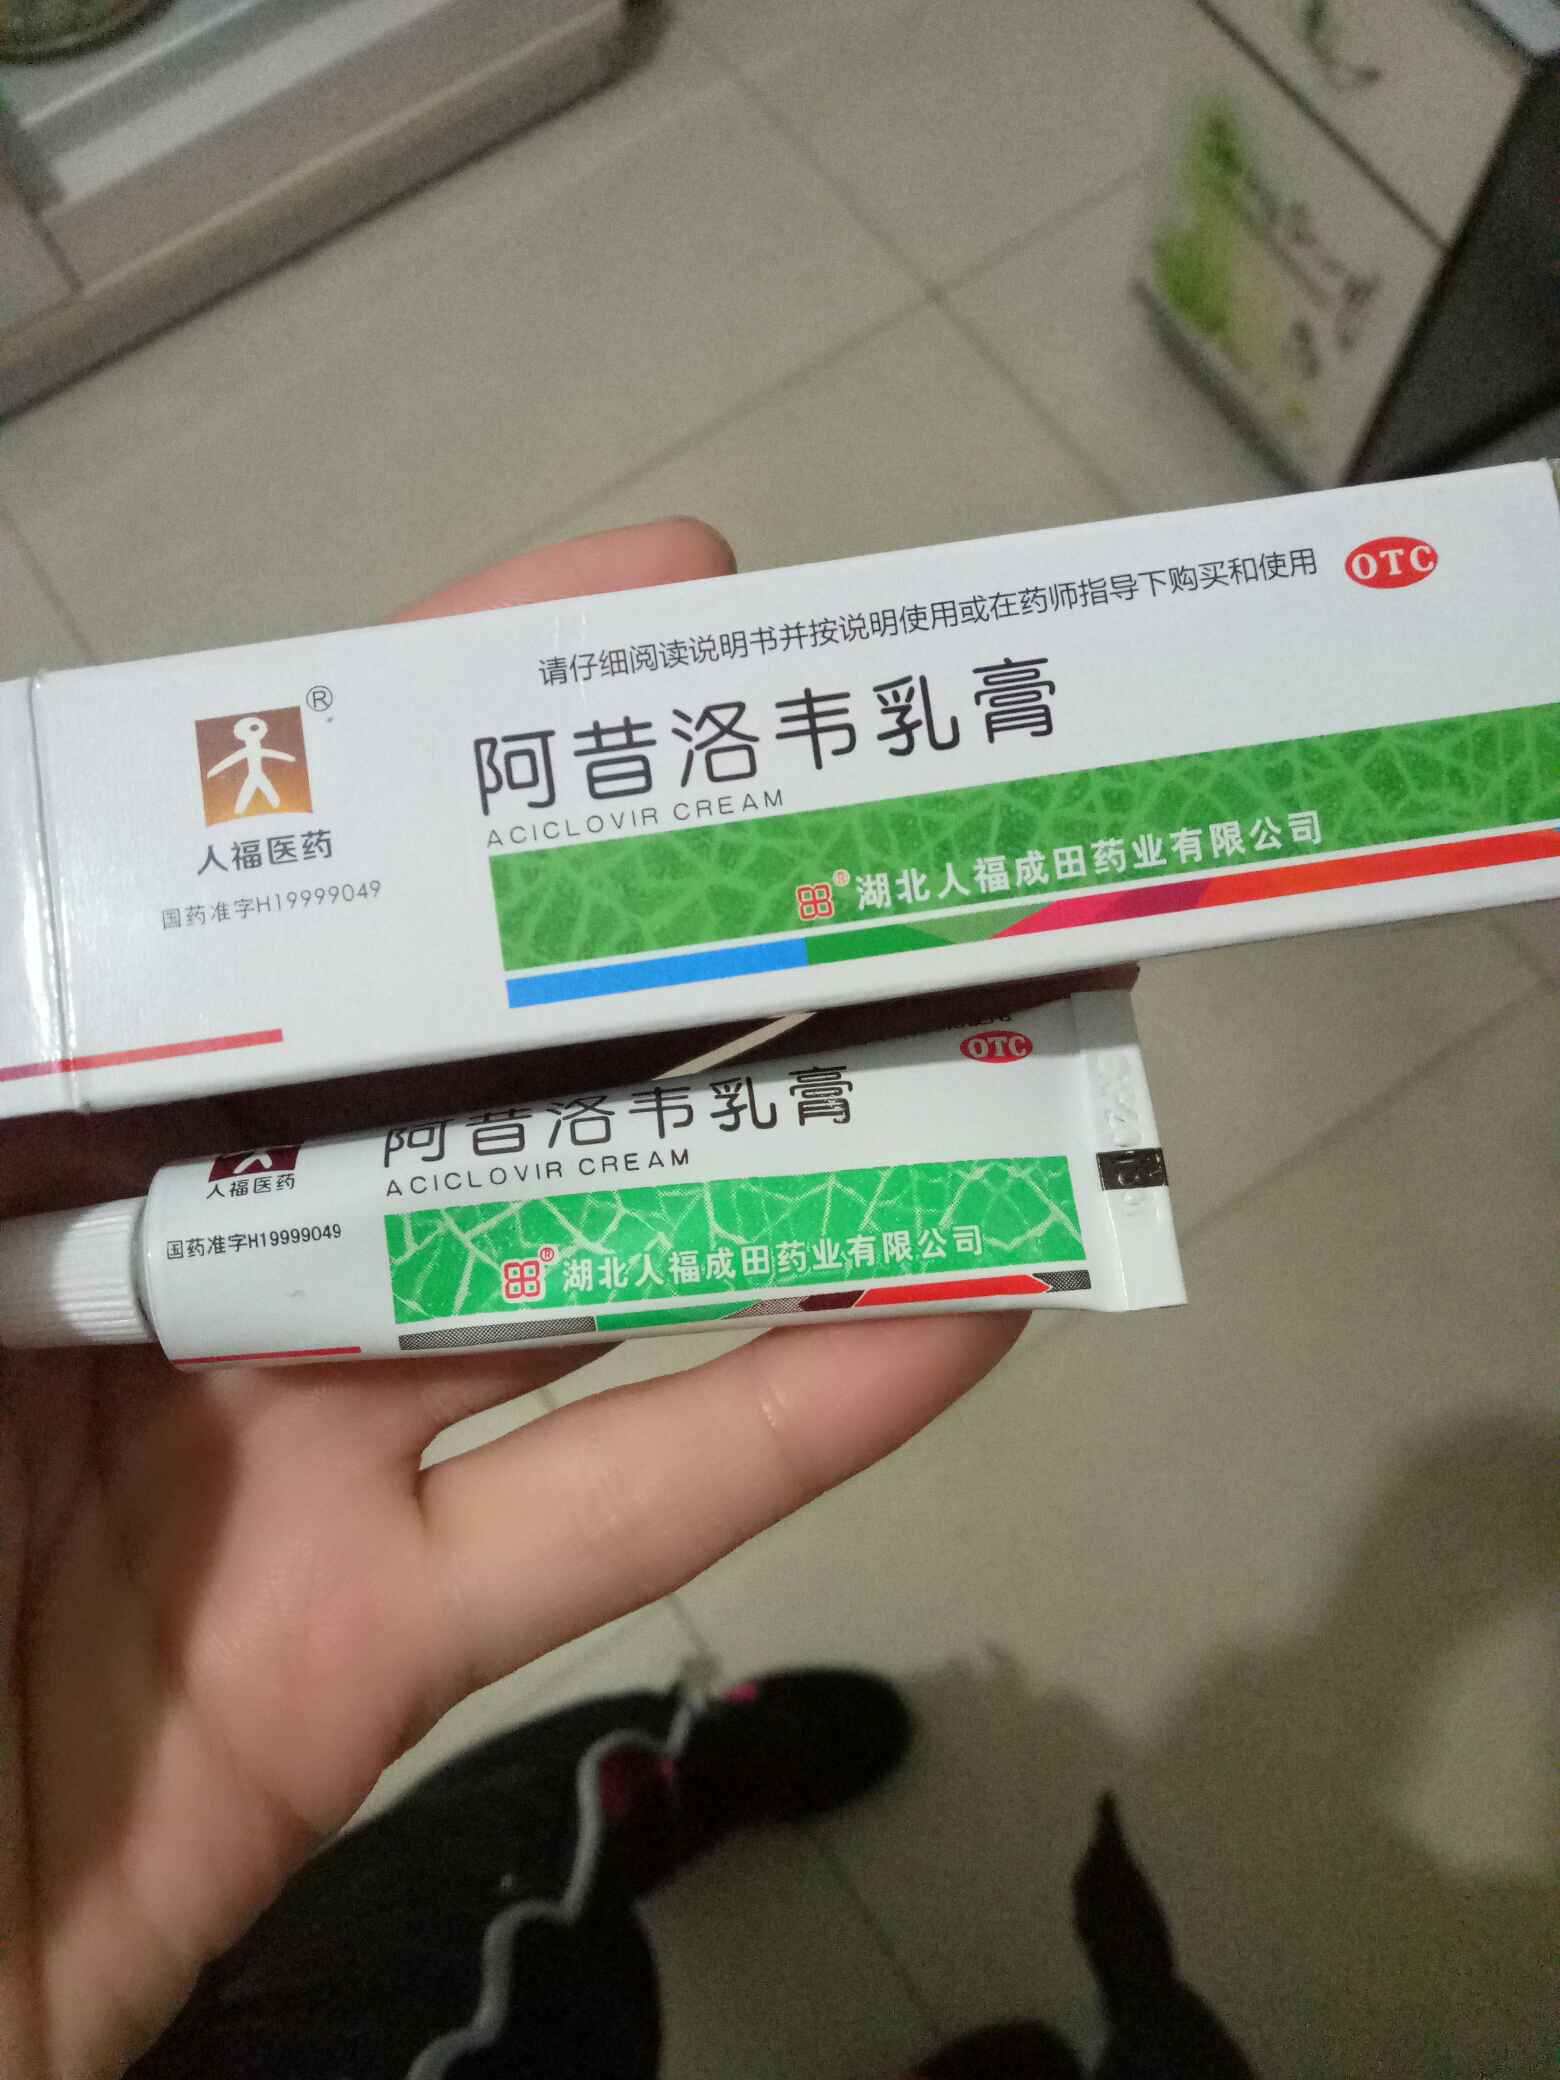 请仔细阅读说明书并按说明使用或在药师指导下购买和使用
OTC
®
阿昔洛韦乳膏
ACICLOVIR CREAM
人福医药
国药准字H19999049
®
湖北人福成田药业有限公司
OTC
阿昔洛韦乳膏
ACICLOVIR CREAM
人福医药
国药准字H19999049
®
湖北人福成田药业有限公司